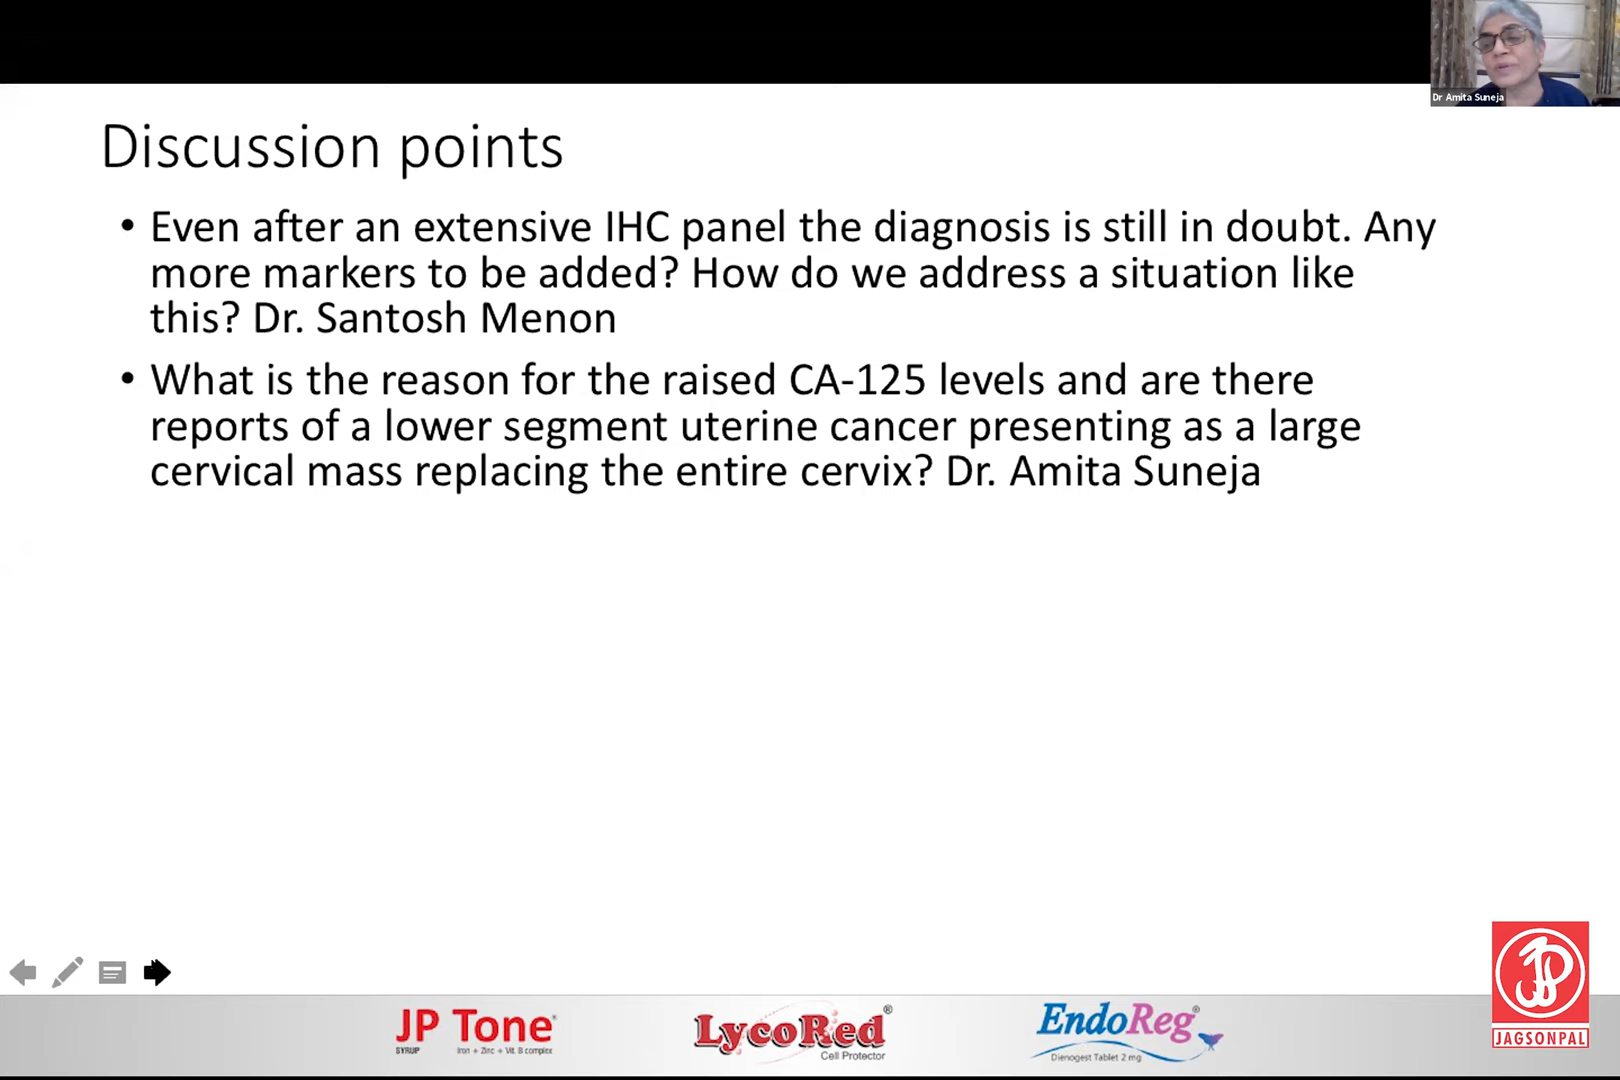 Dr Amita Suneja
Discussion points
• Even after an extensive IHC panel the diagnosis is still in doubt. Any
more markers to be added? How do we address a situation like
this? Dr. Santosh Menon
• What is the reason for the raised CA-125 levels and are there
reports of a lower segment uterine cancer presenting as a large
cervical mass replacing the entire cervix? Dr. Amita Suneja
JP Tone
SYRUP Iron + Zinc + Vit. B complex
LycoRed®
Cell Protector
EndoReg®
Dienogest Tablet 2 mg
JAGSONPAL